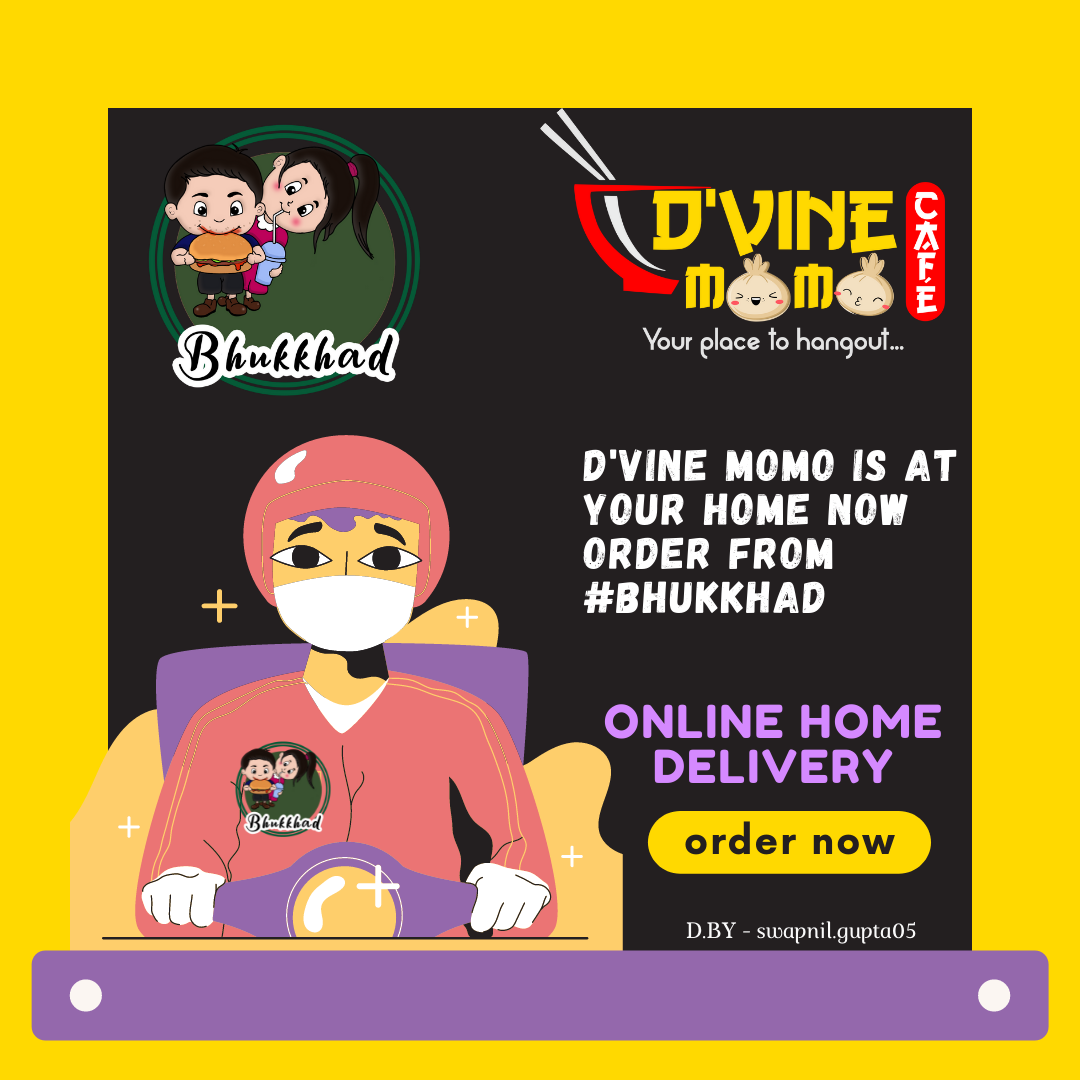 Bhukkhad
D'VINE
MOMO
CAFE
Your place to hangout...
D'VINE MOMO IS AT
YOUR HOME NOW
ORDER FROM
#BHUKKHAD
ONLINE HOME
DELIVERY
order now
Bhukkhad
D.BY - swapnil.gupta05